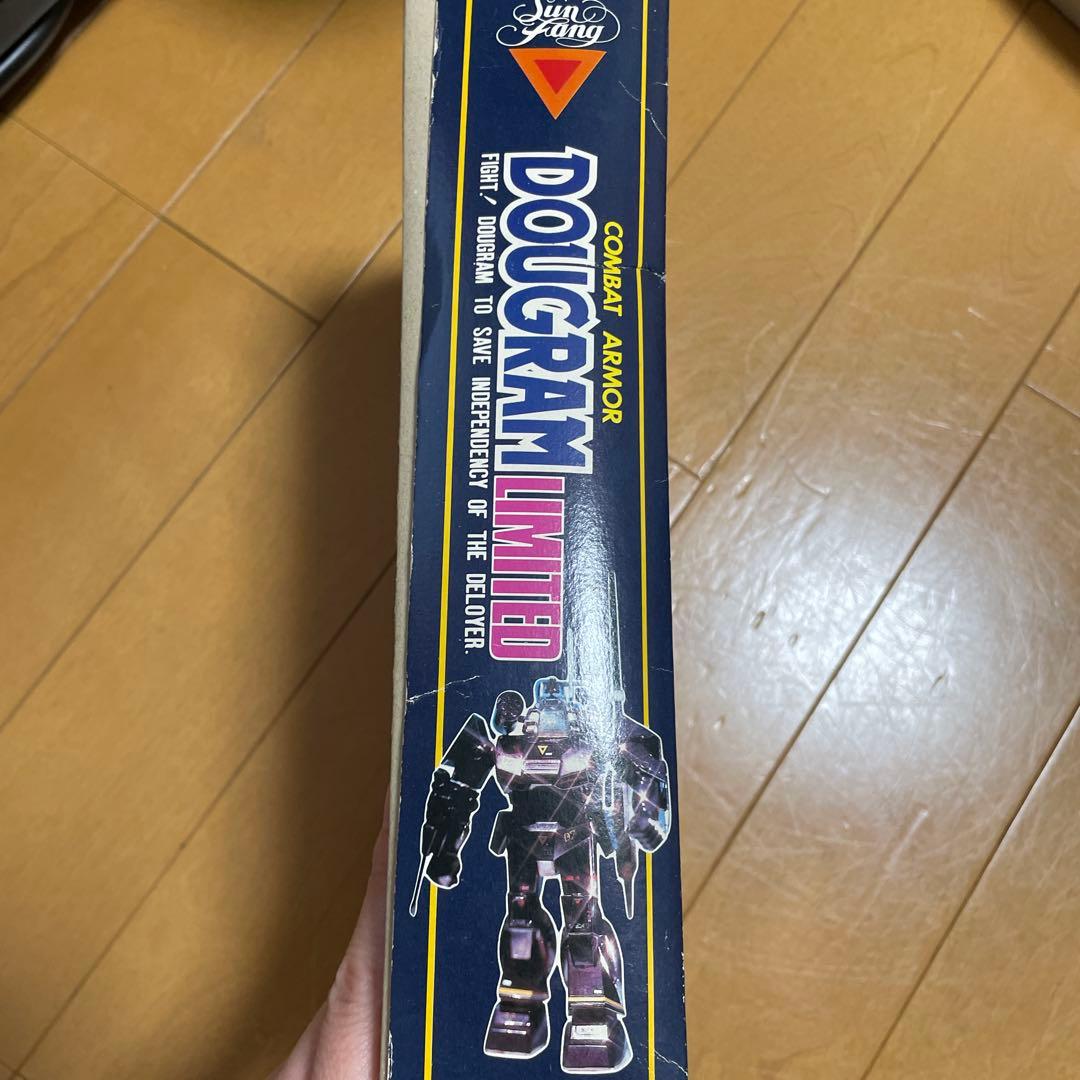 Sun
Fang
COMBAT ARMOR
DOUGRAM LIMITED
FIGHT! DOUGRAM TO SAVE INDEPENDENCY OF THE DELOYER.